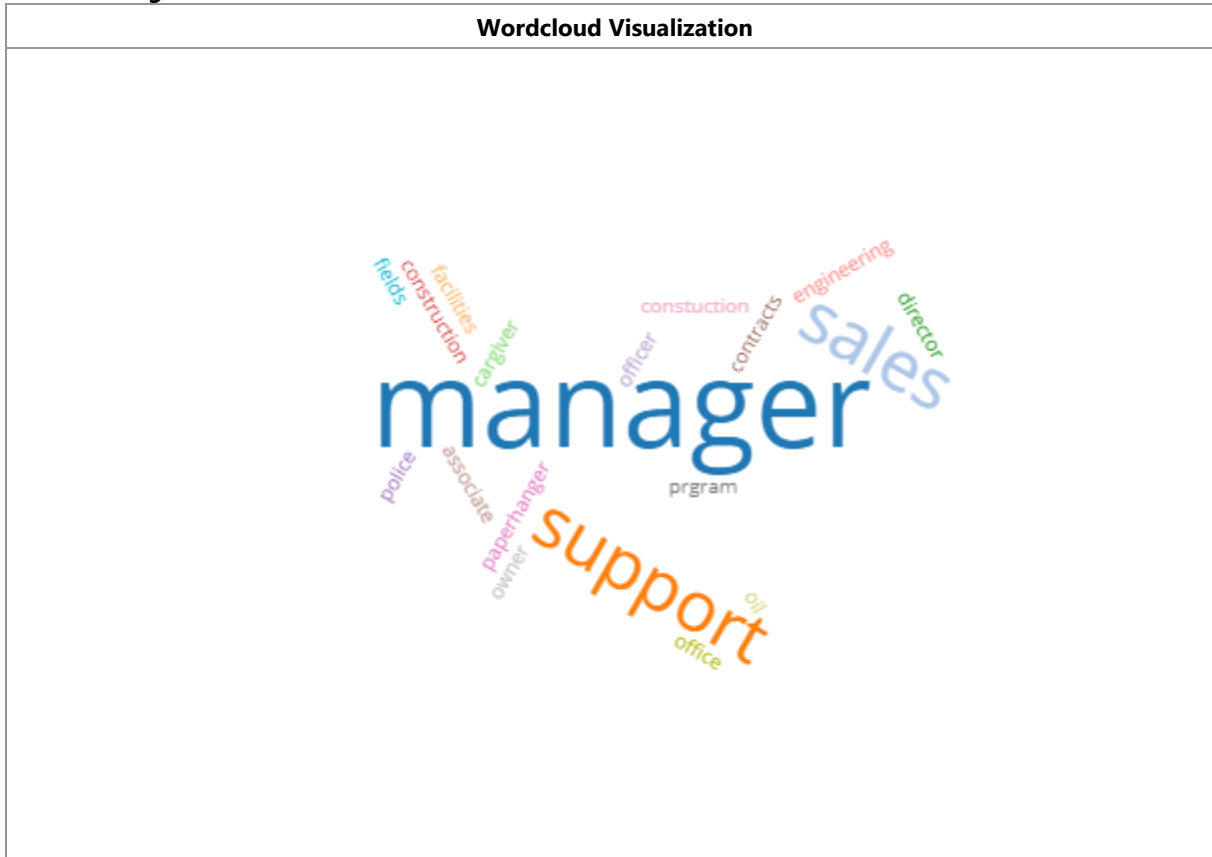 Wordcloud Visualization
fields
construction
facilities
cargiver
constuction
officer
contracts
engineering
sales
director
manager
police
associate
paperhanger
owner
prgram
support
oil
office